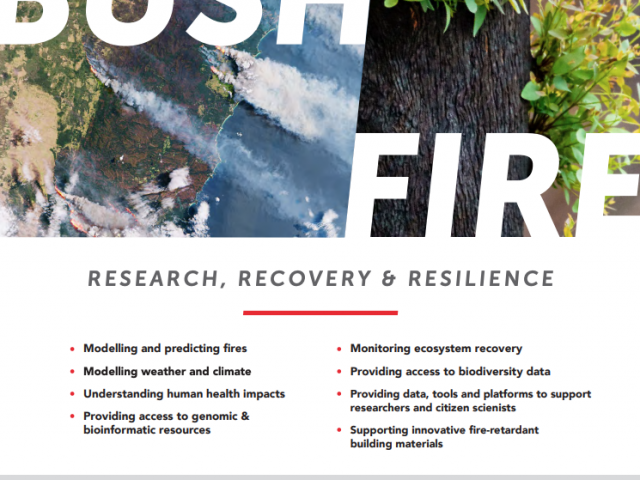 BUSH
FIRE
RESEARCH, RECOVERY & RESILIENCE
• Modelling and predicting fires
• Modelling weather and climate
• Understanding human health impacts
• Providing access to genomic &
bioinformatic resources
• Monitoring ecosystem recovery
• Providing access to biodiversity data
• Providing data, tools and platforms to support
researchers and citizen scienists
• Supporting innovative fire-retardant
building materials